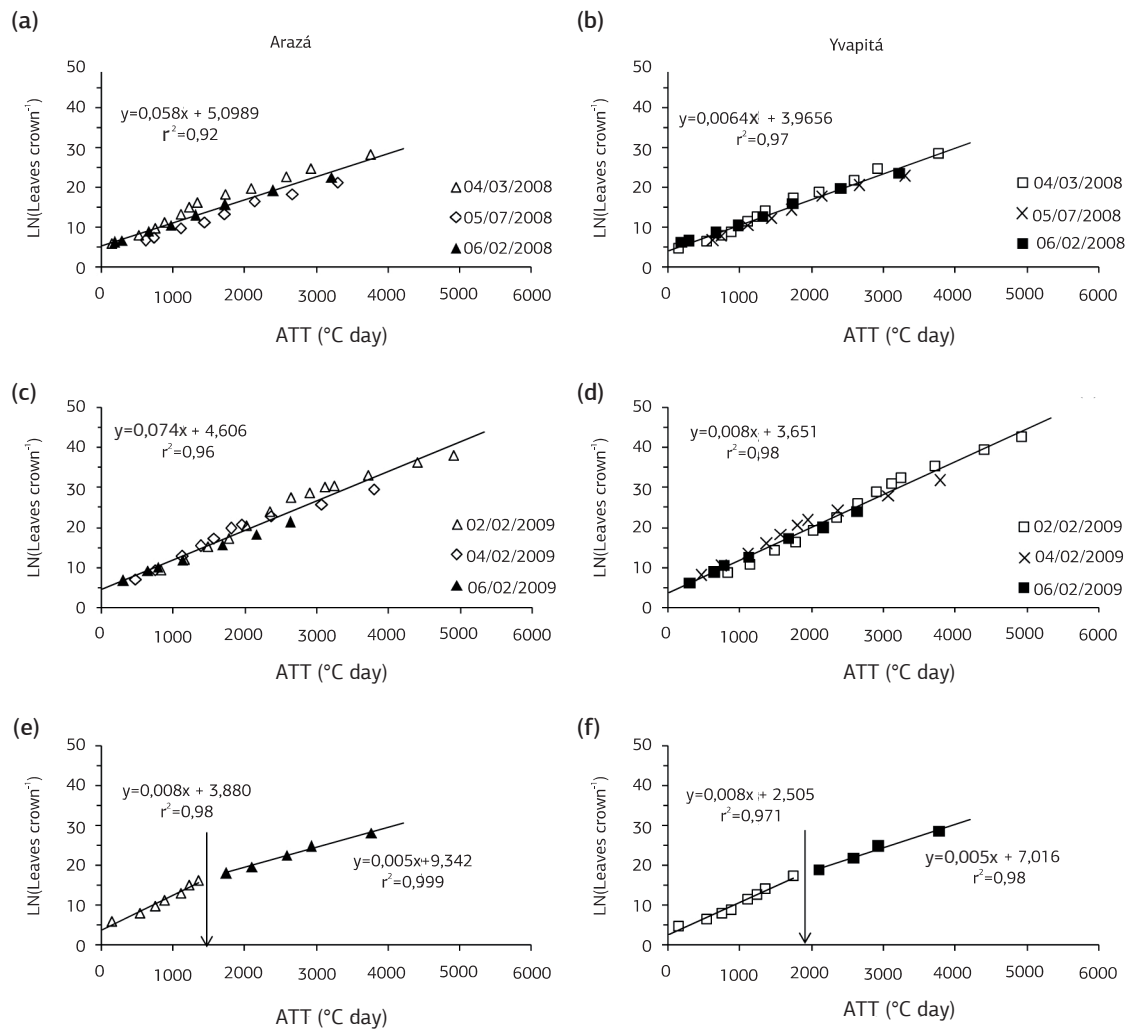 (a)
Arazá
LN(Leaves crown⁻¹)
50
40
30
20
10
0
y=0,058x + 5,0989
r²=0,92
04/03/2008
05/07/2008
06/02/2008
0 1000 2000 3000 4000 5000 6000
ATT (°C day)
(b)
Yvapitá
LN(Leaves crown⁻¹)
50
40
30
20
10
0
y=0,0064x + 3,9656
r²=0,97
04/03/2008
05/07/2008
06/02/2008
0 1000 2000 3000 4000 5000 6000
ATT (°C day)
(c)
LN(Leaves crown⁻¹)
50
40
30
20
10
0
y=0,074x + 4,606
r²=0,96
02/02/2009
04/02/2009
06/02/2009
0 1000 2000 3000 4000 5000 6000
ATT (°C day)
(d)
LN(Leaves crown⁻¹)
50
40
30
20
10
0
y=0,008x + 3,651
r²=0,98
02/02/2009
04/02/2009
06/02/2009
0 1000 2000 3000 4000 5000 6000
ATT (°C day)
(e)
LN(Leaves crown⁻¹)
50
40
30
20
10
0
y=0,008x + 3,880
r²=0,98
y=0,005x+9,342
r²=0,999
0 1000 2000 3000 4000 5000 6000
ATT (°C day)
(f)
LN(Leaves crown⁻¹)
50
40
30
20
10
0
y=0,008x + 2,505
r²=0,971
y=0,005x + 7,016
r²=0,98
0 1000 2000 3000 4000 5000 6000
ATT (°C day)